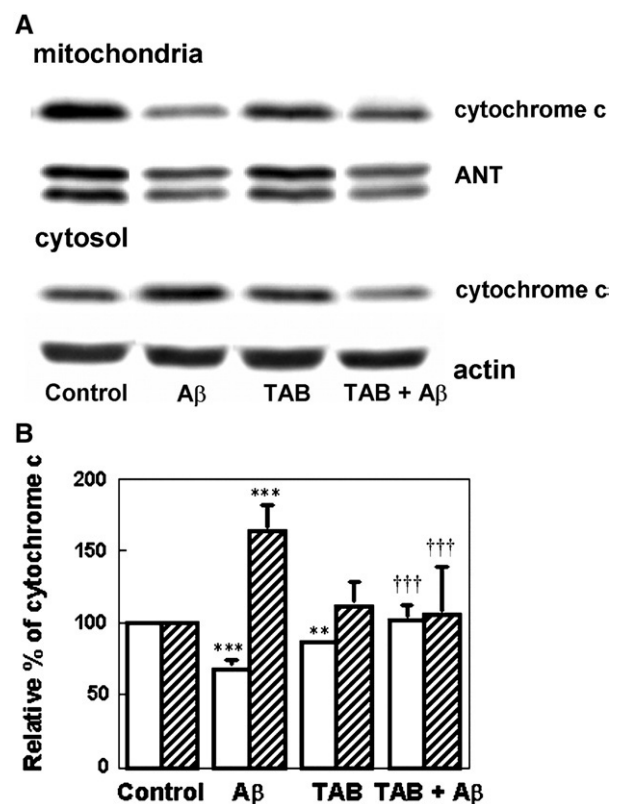 A
mitochondria
cytochrome c
ANT
cytosol
cytochrome c
actin
Control Aβ TAB TAB + Aβ
B
Relative % of cytochrome c
200
150
100
50
0
***
***
**
†††
†††
Control Aβ TAB TAB + Aβ